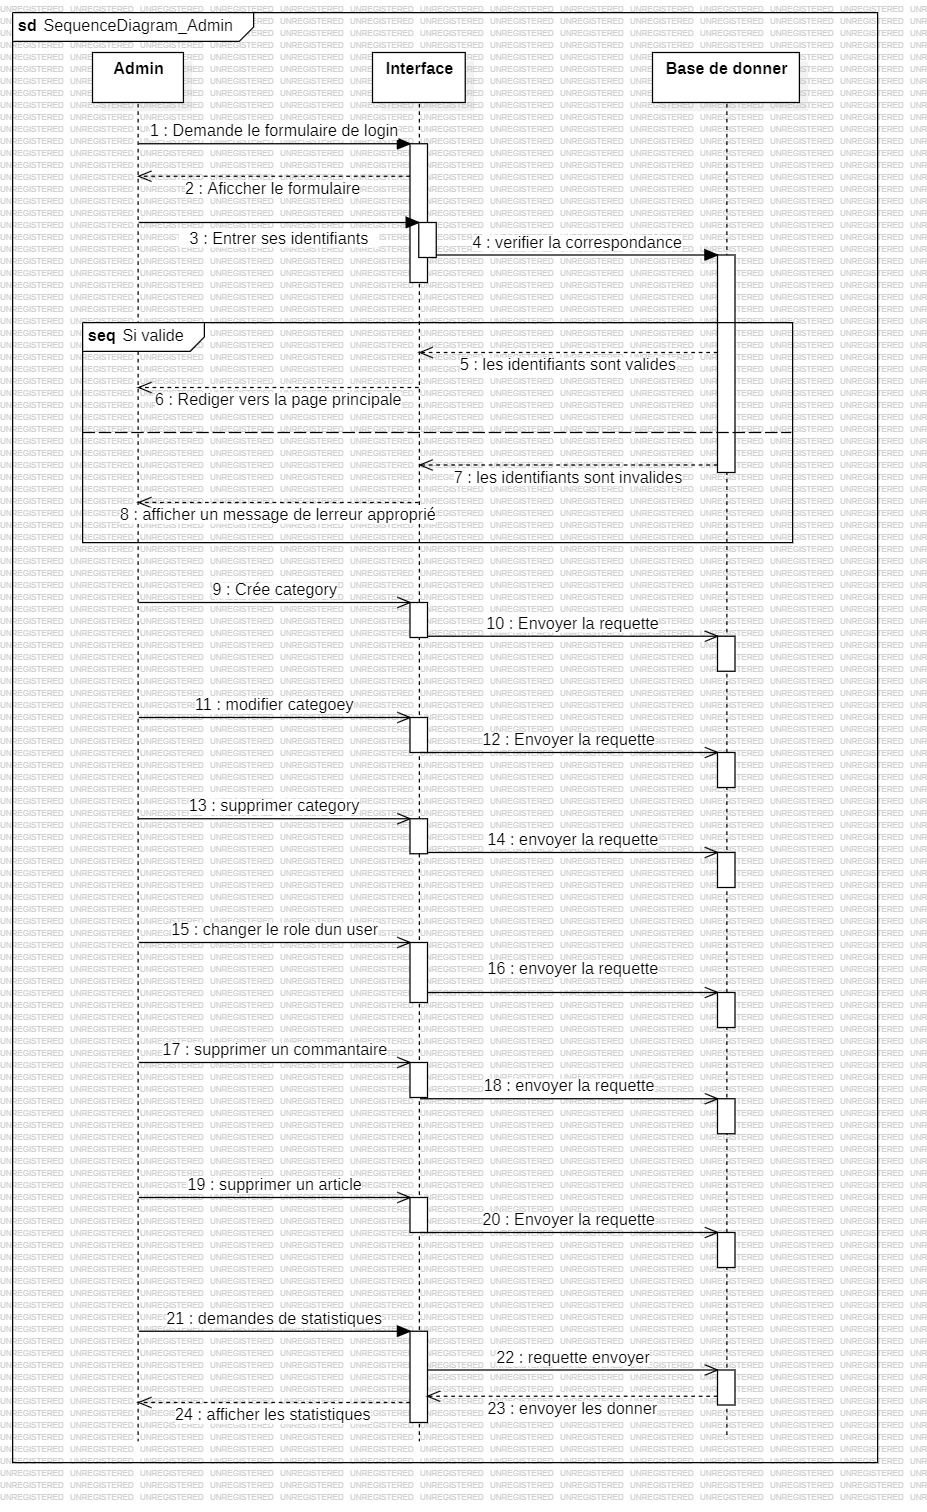 sd SequenceDiagram_Admin
Admin
Interface
Base de donner
1 : Demande le formulaire de login
2 : Aficcher le formulaire
3 : Entrer ses identifiants
4 : verifier la correspondance
seq Si valide
5 : les identifiants sont valides
6 : Rediger vers la page principale
7 : les identifiants sont invalides
8 : afficher un message de lerreur approprié
9 : Crée category
10 : Envoyer la requette
11 : modifier categoey
12 : Envoyer la requette
13 : supprimer category
14 : envoyer la requette
15 : changer le role dun user
16 : envoyer la requette
17 : supprimer un commantaire
18 : envoyer la requette
19 : supprimer un article
20 : Envoyer la requette
21 : demandes de statistiques
22 : requette envoyer
23 : envoyer les donner
24 : afficher les statistiques
UNREGISTERED